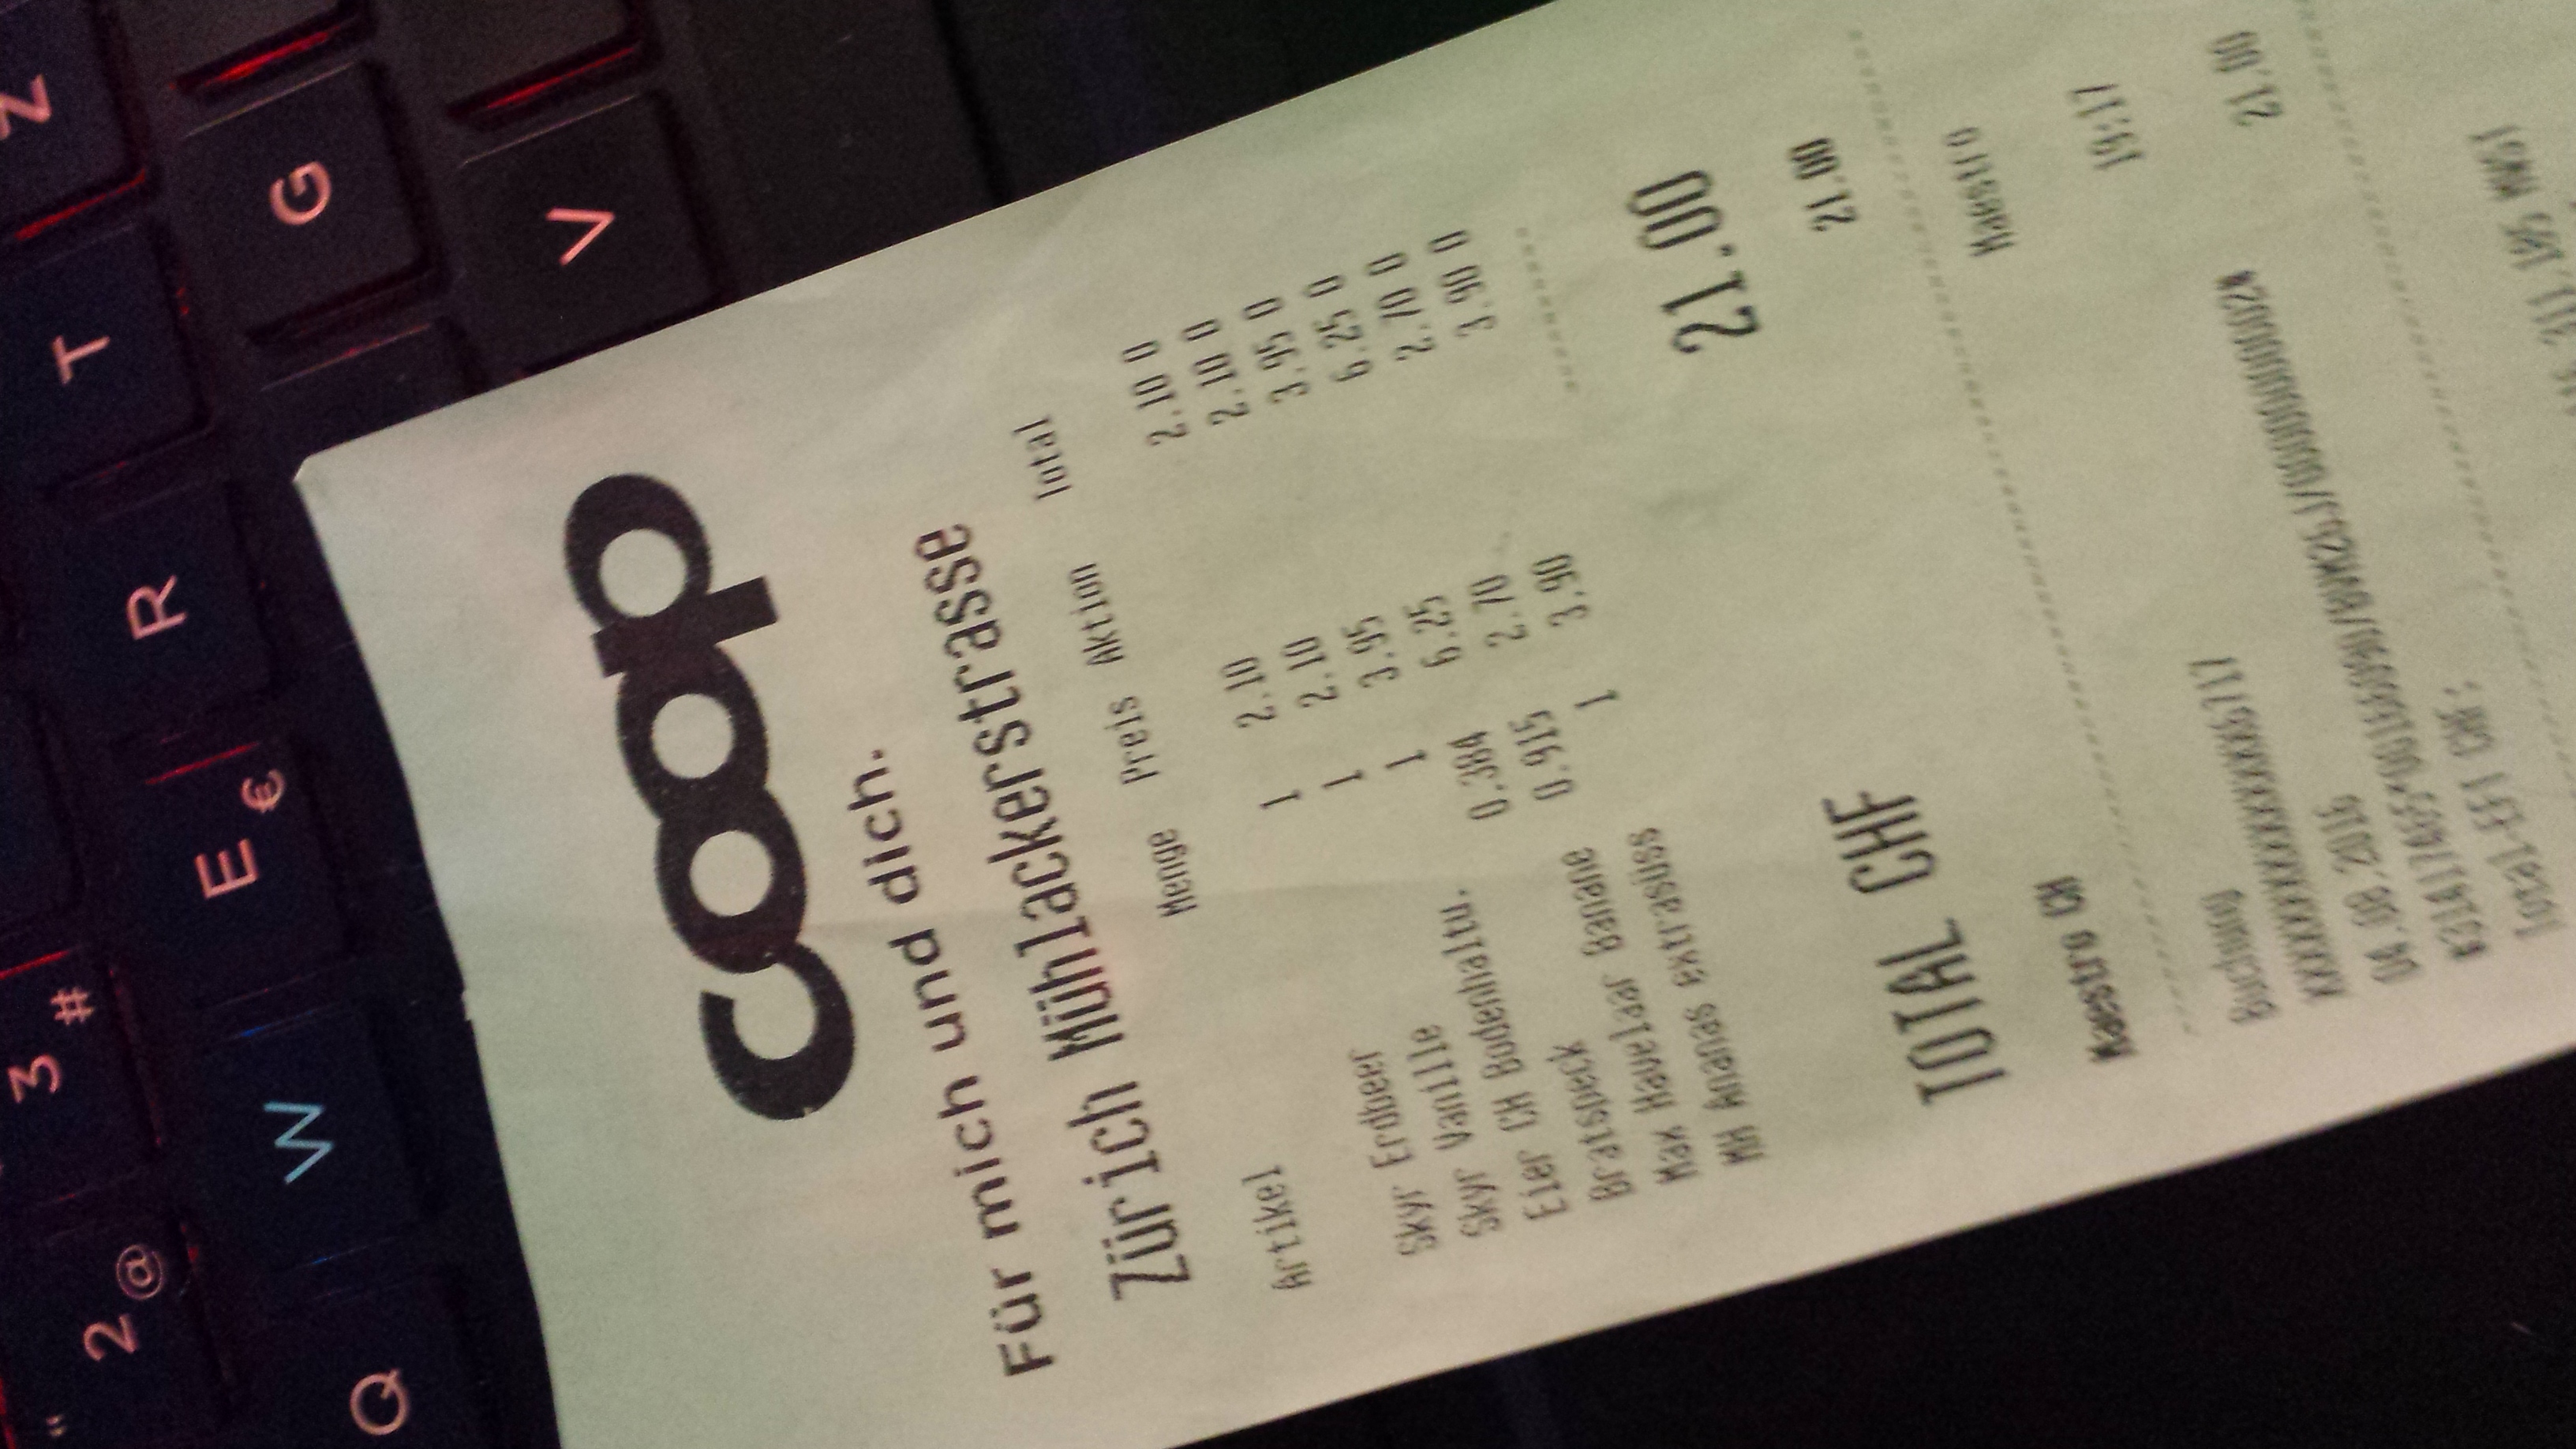 coop
Für mich und dich.
Zürich Mühlackerstrasse
Artikel Menge Preis Aktion Total
Skyr Erdbeer 1 2.10 2.10 0
Skyr Vanille 1 2.10 2.10 0
Eier CH Bodenhaltu. 1 3.95 3.95 0
Bratspeck 0.384 6.25 6.25 0
Max Havelaar Banane 0.915 2.70 2.70 0
MH Ananas extrasüss 1 3.90 3.90 0
TOTAL CHF 21.00
Maestro CH 21.00
Buchung Maestro
04.08.2016 19:17
Total-EFT CHF: 21.00
Z
T
G
R
V
E €
3 #
W
2 @ "
Q